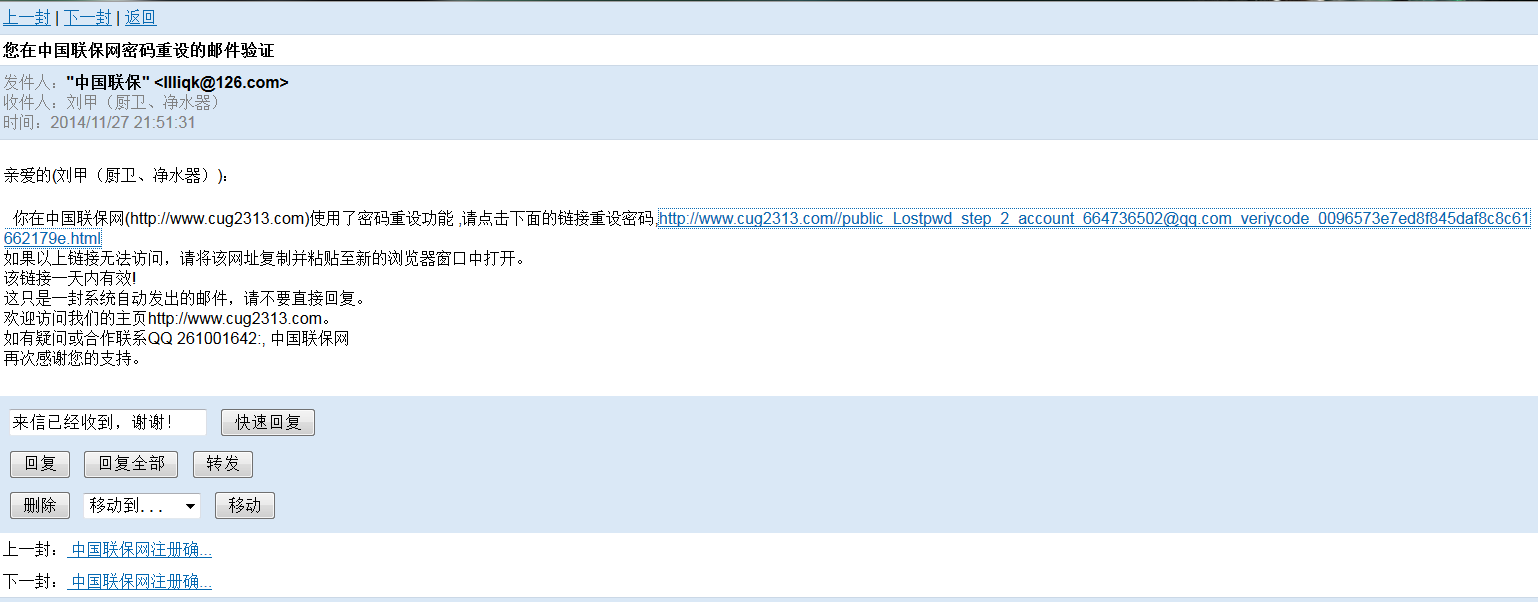 上一封 | 下一封 | 返回
您在中国联保网密码重设的邮件验证
发件人："中国联保" <llliqk@126.com>
收件人：刘甲（厨卫、净水器）
时间：2014/11/27 21:51:31
亲爱的(刘甲（厨卫、净水器）):
你在中国联保网(http://www.cug2313.com)使用了密码重设功能 ,请点击下面的链接重设密码,http://www.cug2313.com//public_Lostpwd_step_2_account_664736502@qq.com_veriycode_0096573e7ed8f845daf8c8c61
662179e.html
如果以上链接无法访问，请将该网址复制并粘贴至新的浏览器窗口中打开。
该链接一天内有效!
这只是一封系统自动发出的邮件，请不要直接回复。
欢迎访问我们的主页http://www.cug2313.com。
如有疑问或合作联系QQ 261001642:, 中国联保网
再次感谢您的支持。
来信已经收到，谢谢！ 快速回复
回复 回复全部 转发
删除 移动到... 移动
上一封： 中国联保网注册确...
下一封： 中国联保网注册确...